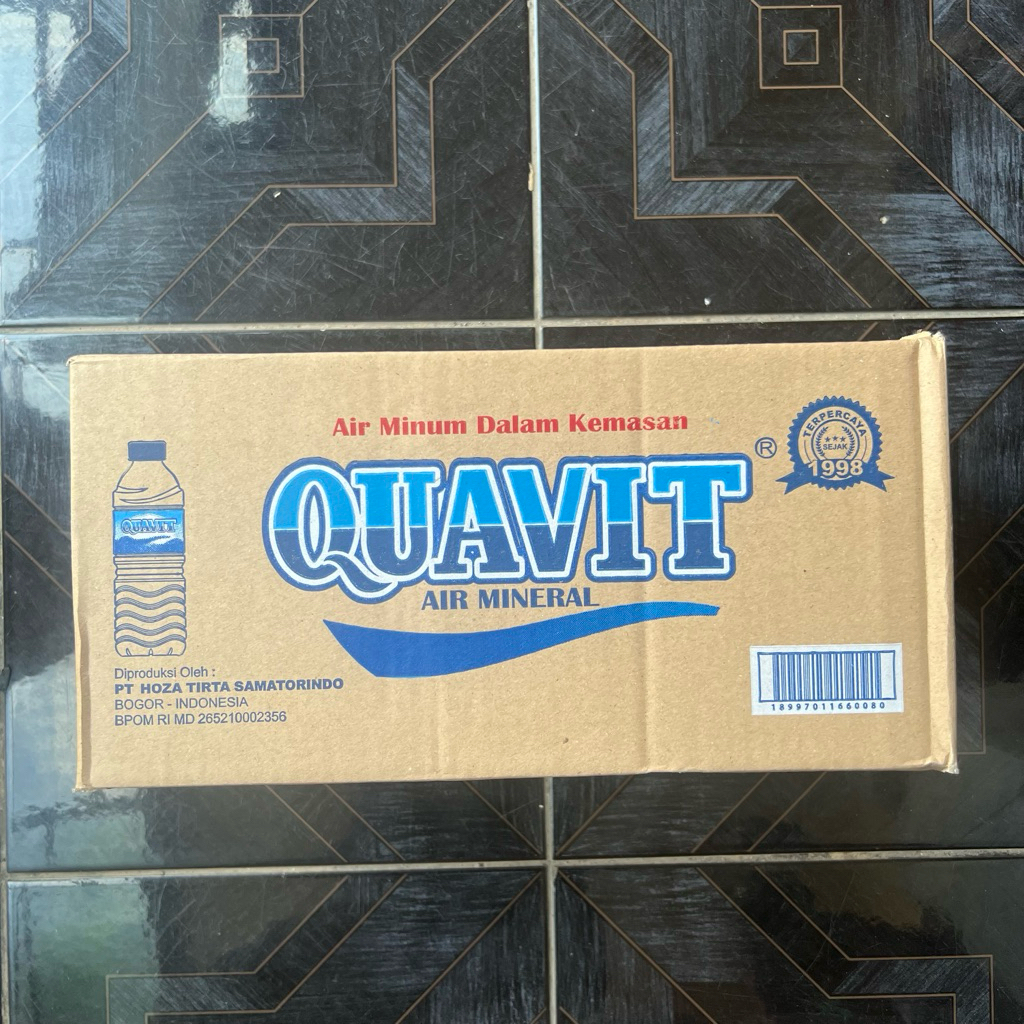 Air Minum Dalam Kemasan
TERPERCAYA
SEJAK
1998
®
QUAVIT
QUAVIT
AIR MINERAL
Diproduksi Oleh :
PT HOZA TIRTA SAMATORINDO
BOGOR - INDONESIA
BPOM RI MD 265210002356
18997011660080